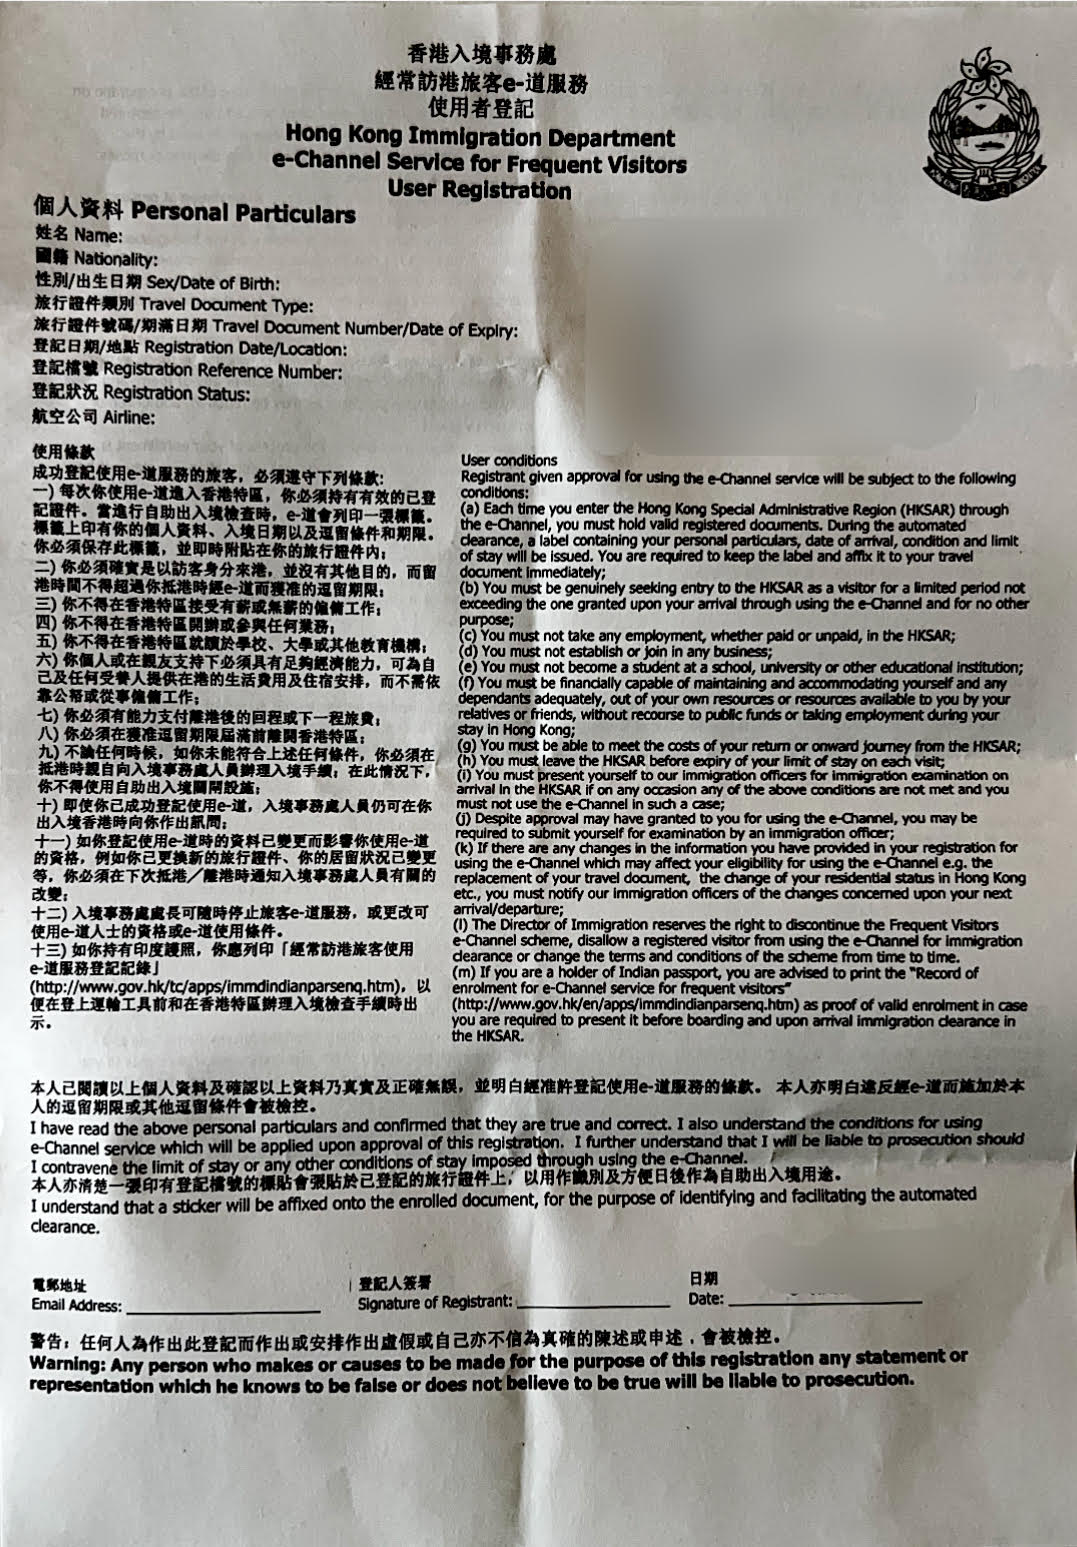 香港入境事務處
經常訪港旅客e-道服務
使用者登記
Hong Kong Immigration Department
e-Channel Service for Frequent Visitors
User Registration
個人資料 Personal Particulars
姓名 Name:
國籍 Nationality:
性別/出生日期 Sex/Date of Birth:
旅行證件類別 Travel Document Type:
旅行證件號碼/期滿日期 Travel Document Number/Date of Expiry:
登記日期/地點 Registration Date/Location:
登記檔號 Registration Reference Number:
登記狀況 Registration Status:
航空公司 Airline:
使用條款
成功登記使用e-道服務的旅客，必須遵守下列條款:
一) 每次你使用e-道進入香港特區，你必須持有有效的已登
記證件。當進行自助出入境檢查時，e-道會列印一張標籤。
標籤上印有你的個人資料、入境日期以及逗留條件和期限。
你必須保存此標籤，並即時附貼在你的旅行證件內;
二) 你必須確實是以訪客身分來港，並沒有其他目的，而留
港時間不得超過你抵港時經e-道而獲准的逗留期限;
三) 你不得在香港特區接受有薪或無薪的僱傭工作;
四) 你不得在香港特區開辦或參與任何業務;
五) 你不得在香港特區就讀於學校、大學或其他教育機構;
六) 你個人或在親友支持下必須具有足夠經濟能力，可為自
己及任何受養人提供在港的生活費用及住宿安排，而不需依
靠公帑或從事僱傭工作;
七) 你必須有能力支付離港後的回程或下一程旅費;
八) 你必須在獲准逗留期限屆滿前離開香港特區;
九) 不論任何時候，如你未能符合上述任何條件，你必須在
抵港時親自向入境事務處人員辦理入境手續; 在此情況下，
你不得使用自助出入境關閘設施;
十) 即使你已成功登記使用e-道，入境事務處人員仍可在你
出入境香港時向你作出訊問;
十一) 如你登記使用e-道時的資料已變更而影響你使用e-道
的資格，例如你已更換新的旅行證件、你的居留狀況已變更
等，你必須在下次抵港／離港時通知入境事務處人員有關的
改變;
十二) 入境事務處處長可隨時停止旅客e-道服務，或更改可
使用e-道人士的資格或e-道使用條件。
十三) 如你持有印度護照，你應列印「經常訪港旅客使用
e-道服務登記記錄」
(http://www.gov.hk/tc/apps/immdindianparsenq.htm)，以
便在登上運輸工具前和在香港特區辦理入境檢查手續時出
示。
User conditions
Registrant given approval for using the e-Channel service will be subject to the following
conditions:
(a) Each time you enter the Hong Kong Special Administrative Region (HKSAR) through
the e-Channel, you must hold valid registered documents. During the automated
clearance, a label containing your personal particulars, date of arrival, condition and limit
of stay will be issued. You are required to keep the label and affix it to your travel
document immediately;
(b) You must be genuinely seeking entry to the HKSAR as a visitor for a limited period not
exceeding the one granted upon your arrival through using the e-Channel and for no other
purpose;
(c) You must not take any employment, whether paid or unpaid, in the HKSAR;
(d) You must not establish or join in any business;
(e) You must not become a student at a school, university or other educational institution;
(f) You must be financially capable of maintaining and accommodating yourself and any
dependants adequately, out of your own resources or resources available to you by your
relatives or friends, without recourse to public funds or taking employment during your
stay in Hong Kong;
(g) You must be able to meet the costs of your return or onward journey from the HKSAR;
(h) You must leave the HKSAR before expiry of your limit of stay on each visit;
(i) You must present yourself to our immigration officers for immigration examination on
arrival in the HKSAR if on any occasion any of the above conditions are not met and you
must not use the e-Channel in such a case;
(j) Despite approval may have granted to you for using the e-Channel, you may be
required to submit yourself for examination by an immigration officer;
(k) If there are any changes in the information you have provided in your registration for
using the e-Channel which may affect your eligibility for using the e-Channel e.g. the
replacement of your travel document, the change of your residential status in Hong Kong
etc., you must notify our immigration officers of the changes concerned upon your next
arrival/departure;
(l) The Director of Immigration reserves the right to discontinue the Frequent Visitors
e-Channel scheme, disallow a registered visitor from using the e-Channel for immigration
clearance or change the terms and conditions of the scheme from time to time.
(m) If you are a holder of Indian passport, you are advised to print the "Record of
enrolment for e-Channel service for frequent visitors"
(http://www.gov.hk/en/apps/immdindianparsenq.htm) as proof of valid enrolment in case
you are required to present it before boarding and upon arrival immigration clearance in
the HKSAR.
本人已閱讀以上個人資料及確認以上資料乃真實及正確無誤，並明白經准許登記使用e-道服務的條款。 本人亦明白違反經e-道而施加於本
人的逗留期限或其他逗留條件會被檢控。
I have read the above personal particulars and confirmed that they are true and correct. I also understand the conditions for using
e-Channel service which will be applied upon approval of this registration. I further understand that I will be liable to prosecution should
I contravene the limit of stay or any other conditions of stay imposed through using the e-Channel.
本人亦清楚一張印有登記檔號的標貼會張貼於已登記的旅行證件上，以用作識別及方便日後作為自助出入境用途。
I understand that a sticker will be affixed onto the enrolled document, for the purpose of identifying and facilitating the automated
clearance.
電郵地址 登記人簽署 日期
Email Address: Signature of Registrant: Date:
警告: 任何人為作出此登記而作出或安排作出虛假或自己亦不信為真確的陳述或申述，會被檢控。
Warning: Any person who makes or causes to be made for the purpose of this registration any statement or
representation which he knows to be false or does not believe to be true will be liable to prosecution.